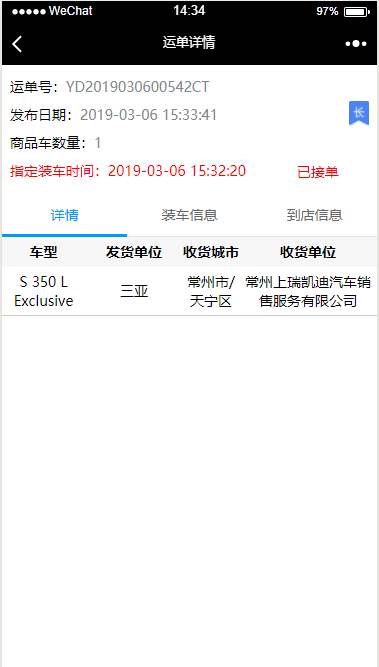 WeChat 14:34 97%
运单详情
运单号：YD2019030600542CT
发布日期：2019-03-06 15:33:41
长
商品车数量：1
指定装车时间：2019-03-06 15:32:20 已接单
详情 装车信息 到店信息
车型 发货单位 收货城市 收货单位
S 350 L 三亚 常州市/ 常州上瑞凯迪汽车销
Exclusive 天宁区 售服务有限公司